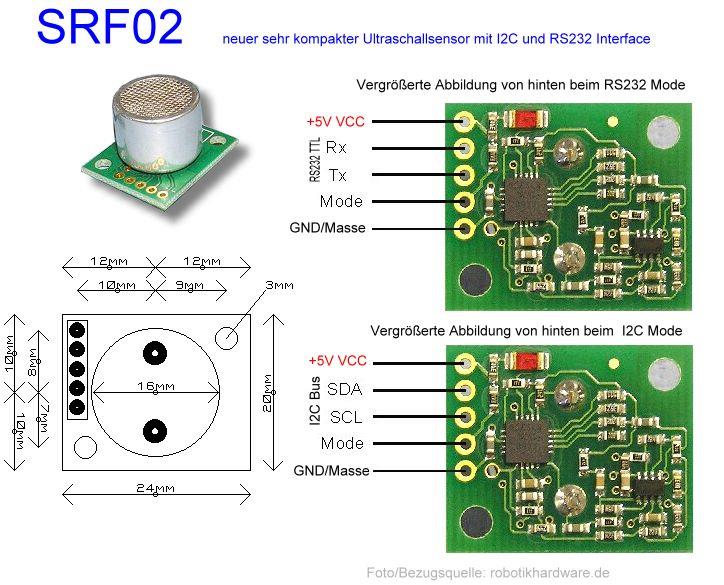 SRF02
neuer sehr kompakter Ultraschallsensor mit I2C und RS232 Interface
Vergrößerte Abbildung von hinten beim RS232 Mode
+5V VCC
RS232 TTL
Rx
Tx
Mode
GND/Masse
12mm 12mm
10mm 9mm
3mm
10mm
8mm
16mm
20mm
7mm
10mm
24mm
Vergrößerte Abbildung von hinten beim I2C Mode
+5V VCC
I2C Bus
SDA
SCL
Mode
GND/Masse
Foto/Bezugsquelle: robotikhardware.de